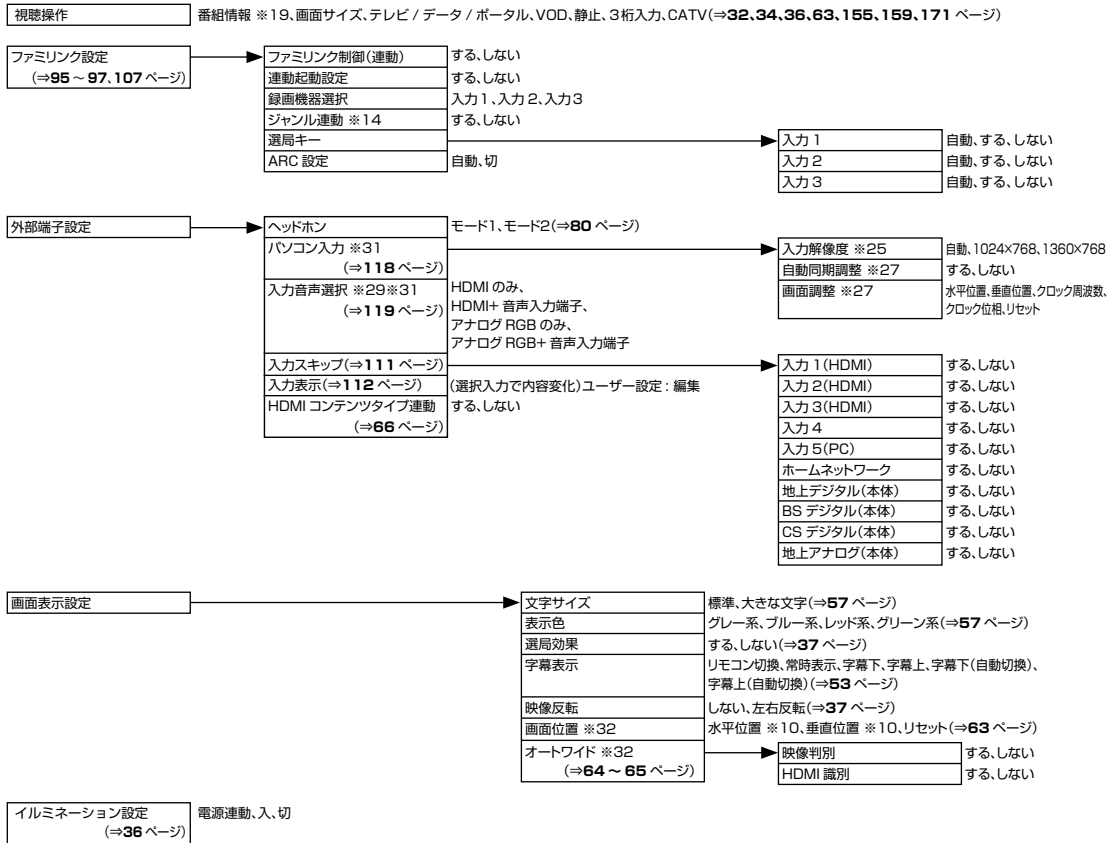 視聴操作 番組情報 ※19、画面サイズ、テレビ / データ / ポータル、VOD、静止、3桁入力、CATV(⇒32、34、36、63、155、159、171 ページ)
ファミリンク設定
(⇒95 ~ 97、107 ページ)
ファミリンク制御(連動) する、しない
連動起動設定 する、しない
録画機器選択 入力1、入力2、入力3
ジャンル連動 ※14 する、しない
選局キー
入力 1 自動、する、しない
入力 2 自動、する、しない
入力 3 自動、する、しない
ARC 設定 自動、切
外部端子設定
ヘッドホン モード1、モード2(⇒80 ページ)
パソコン入力 ※31
(⇒118 ページ)
入力解像度 ※25 自動、1024×768、1360×768
自動同期調整 ※27 する、しない
画面調整 ※27 水平位置、垂直位置、クロック周波数、
クロック位相、リセット
入力音声選択 ※29※31
(⇒119 ページ)
HDMI のみ、
HDMI+ 音声入力端子、
アナログ RGB のみ、
アナログ RGB+ 音声入力端子
入力スキップ(⇒111 ページ)
入力 1(HDMI) する、しない
入力 2(HDMI) する、しない
入力 3(HDMI) する、しない
入力 4 する、しない
入力 5(PC) する、しない
ホームネットワーク する、しない
地上デジタル(本体) する、しない
BS デジタル(本体) する、しない
CS デジタル(本体) する、しない
地上アナログ(本体) する、しない
入力表示(⇒112 ページ) (選択入力で内容変化)ユーザー設定 : 編集
HDMI コンテンツタイプ連動 する、しない
(⇒66 ページ)
画面表示設定
文字サイズ 標準、大きな文字(⇒57 ページ)
表示色 グレー系、ブルー系、レッド系、グリーン系(⇒57 ページ)
選局効果 する、しない(⇒37 ページ)
字幕表示 リモコン切換、常時表示、字幕下、字幕上、字幕下(自動切換)、
字幕上(自動切換)(⇒53 ページ)
映像反転 しない、左右反転(⇒37 ページ)
画面位置 ※32 水平位置 ※10、垂直位置 ※10、リセット(⇒63 ページ)
オートワイド ※32
(⇒64 ~ 65 ページ)
映像判別 する、しない
HDMI 識別 する、しない
イルミネーション設定 電源連動、入、切
(⇒36 ページ)